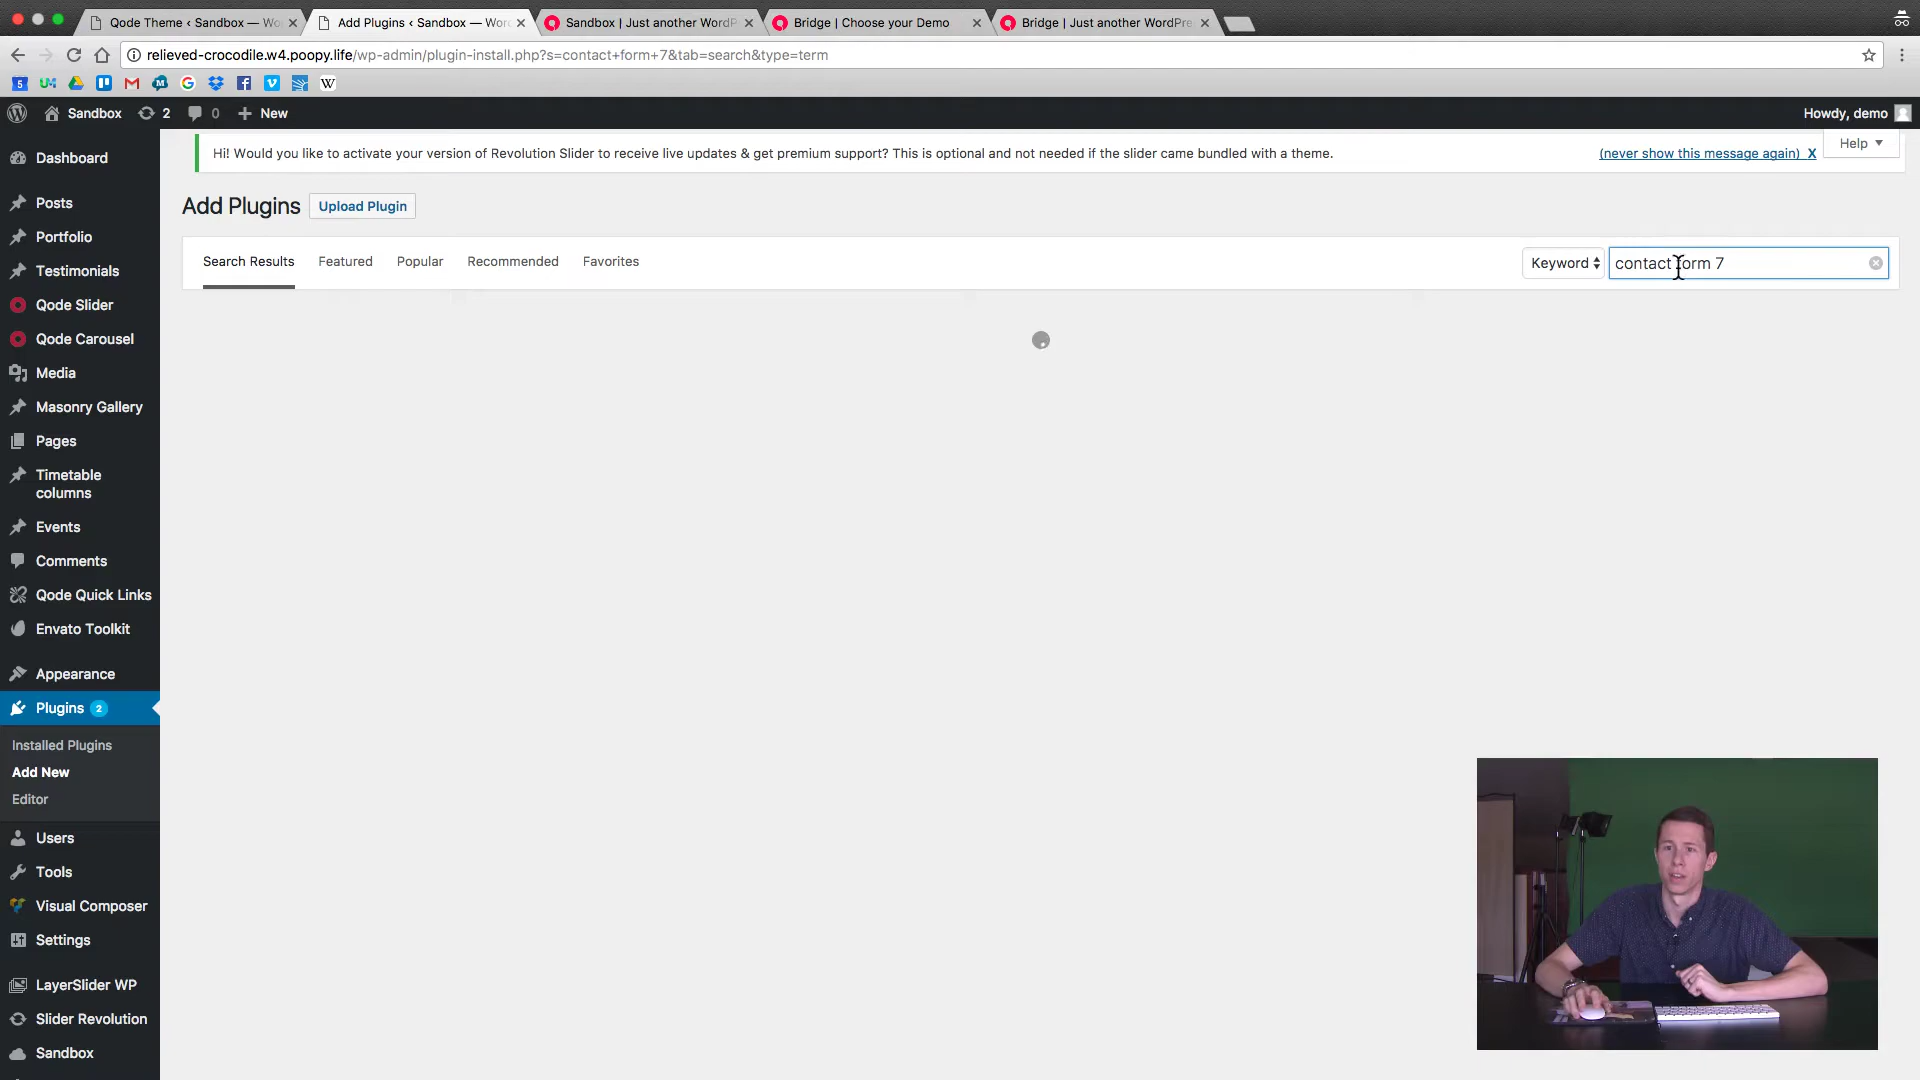 Qode Theme ‹ Sandbox — Wo
Add Plugins ‹ Sandbox — Wor
Sandbox | Just another WordP
Bridge | Choose your Demo
Bridge | Just another WordPre
relieved-crocodile.w4.poopy.life/wp-admin/plugin-install.php?s=contact+form+7&tab=search&type=term
Sandbox
2
0
New
Howdy, demo
Hi! Would you like to activate your version of Revolution Slider to receive live updates & get premium support? This is optional and not needed if the slider came bundled with a theme.
(never show this message again) X
Help
Add Plugins
Upload Plugin
Search Results
Featured
Popular
Recommended
Favorites
Keyword
contact form 7
Dashboard
Posts
Portfolio
Testimonials
Qode Slider
Qode Carousel
Media
Masonry Gallery
Pages
Timetable
columns
Events
Comments
Qode Quick Links
Envato Toolkit
Appearance
Plugins 2
Installed Plugins
Add New
Editor
Users
Tools
Visual Composer
Settings
LayerSlider WP
Slider Revolution
Sandbox